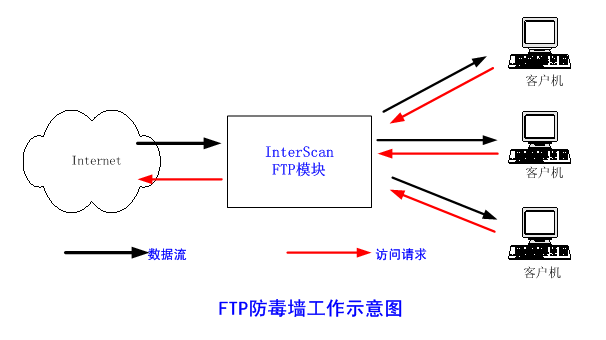 客户机
Internet
InterScan
FTP模块
客户机
客户机
数据流
访问请求
FTP防毒墙工作示意图